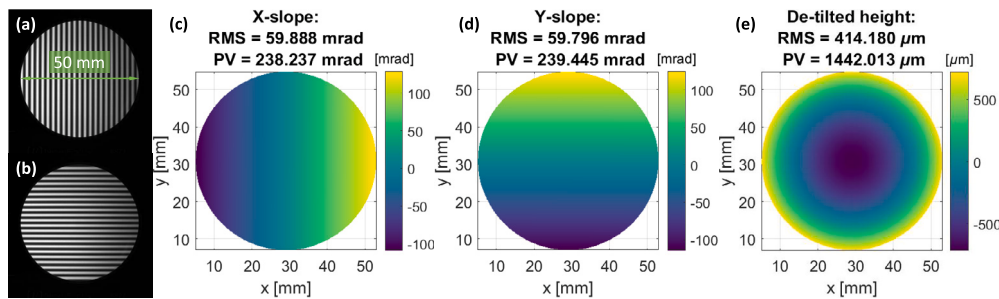 (a)
50 mm
(b)
(c)
X-slope:
RMS = 59.888 mrad
PV = 238.237 mrad
[mrad]
100
50
0
-50
-100
50
40
30
20
10
y [mm]
10 20 30 40 50
x [mm]
(d)
Y-slope:
RMS = 59.796 mrad
PV = 239.445 mrad
[mrad]
100
50
0
-50
-100
50
40
30
20
10
y [mm]
10 20 30 40 50
x [mm]
(e)
De-tilted height:
RMS = 414.180 µm
PV = 1442.013 µm
[µm]
500
0
-500
50
40
30
20
10
y [mm]
10 20 30 40 50
x [mm]